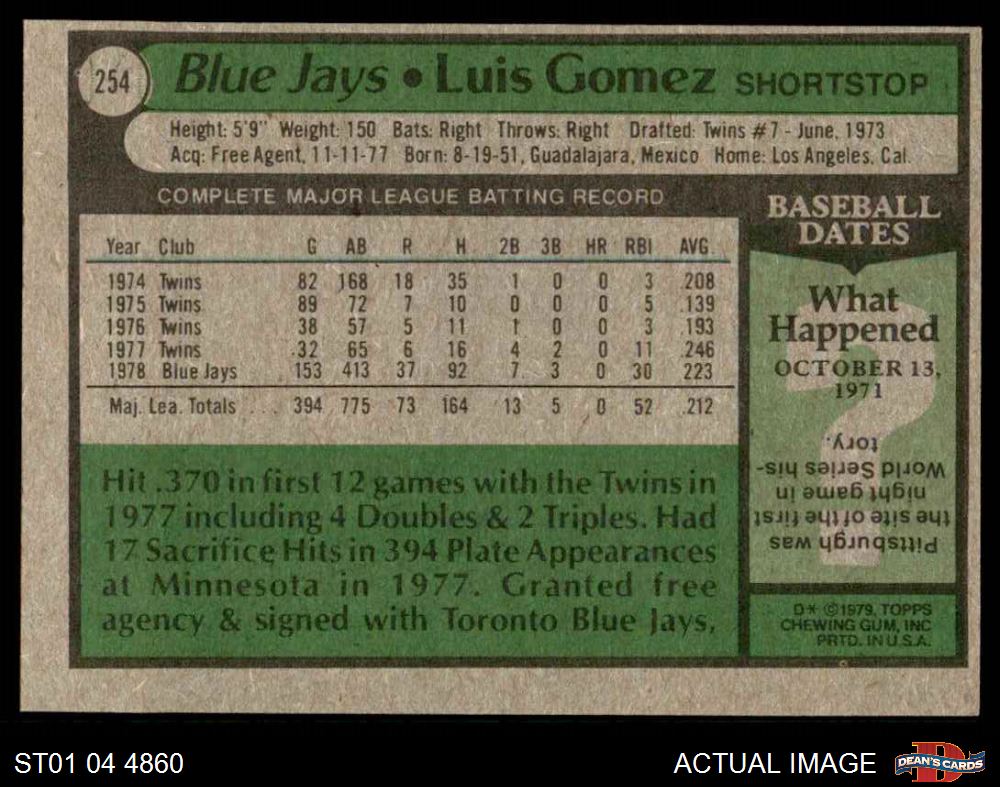 254 Blue Jays • Luis Gomez SHORTSTOP
Height: 5'9" Weight: 150 Bats: Right Throws: Right Drafted: Twins #7 - June, 1973
Acq: Free Agent, 11-11-77 Born: 8-19-51, Guadalajara, Mexico Home: Los Angeles, Cal.
COMPLETE MAJOR LEAGUE BATTING RECORD
Year Club G AB R H 2B 3B HR RBI AVG.
1974 Twins 82 168 18 35 1 0 0 3 .208
1975 Twins 89 72 7 10 0 0 0 5 .139
1976 Twins 38 57 5 11 1 0 0 3 .193
1977 Twins 32 65 6 16 4 2 0 11 .246
1978 Blue Jays 153 413 37 92 7 3 0 30 .223
Maj. Lea. Totals ... 394 775 73 164 13 5 0 52 .212
Hit .370 in first 12 games with the Twins in
1977 including 4 Doubles & 2 Triples. Had
17 Sacrifice Hits in 394 Plate Appearances
at Minnesota in 1977. Granted free
agency & signed with Toronto Blue Jays,
BASEBALL
DATES
What
Happened
OCTOBER 13,
1971
Pittsburgh was
the site of the first
night game in
World Series his-
tory.
D* ©1979, TOPPS
CHEWING GUM, INC
PRTD. IN U.S.A.
ST01 04 4860
ACTUAL IMAGE
DEAN'S CARDS